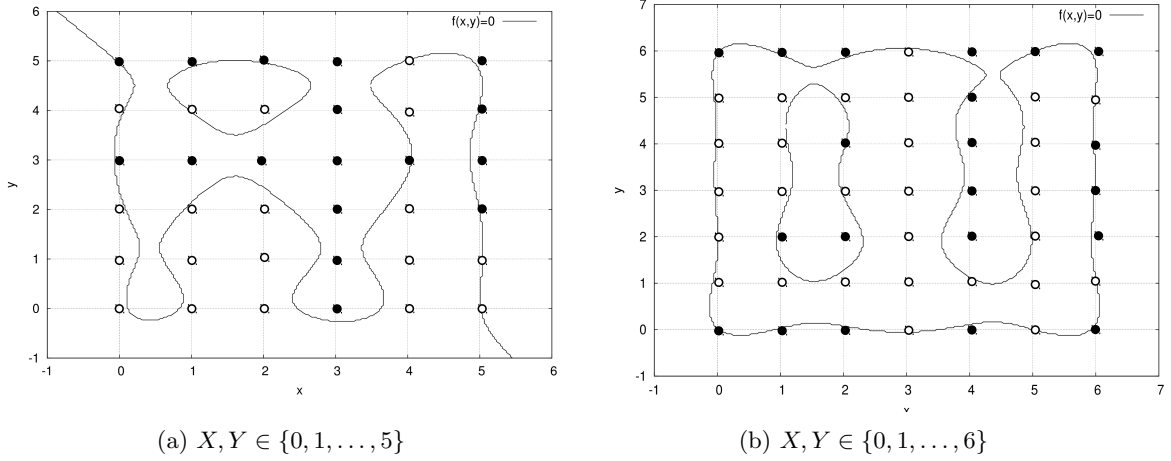 f(x,y)=0
6
5
4
3
2
1
0
-1
y
-1 0 1 2 3 4 5 6
x
(a) X, Y ∈ {0, 1, . . . , 5}
f(x,y)=0
7
6
5
4
3
2
1
0
-1
y
-1 0 1 2 3 4 5 6 7
(b) X, Y ∈ {0, 1, . . . , 6}